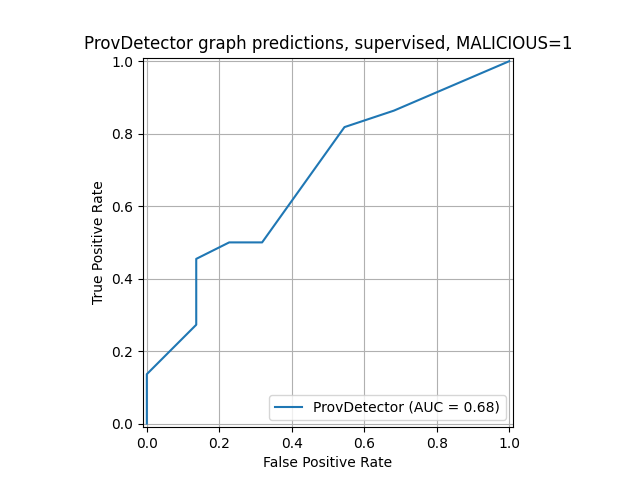 ProvDetector graph predictions, supervised, MALICIOUS=1
1.0
0.8
0.6
0.4
0.2
0.0
True Positive Rate
ProvDetector (AUC = 0.68)
0.0 0.2 0.4 0.6 0.8 1.0
False Positive Rate